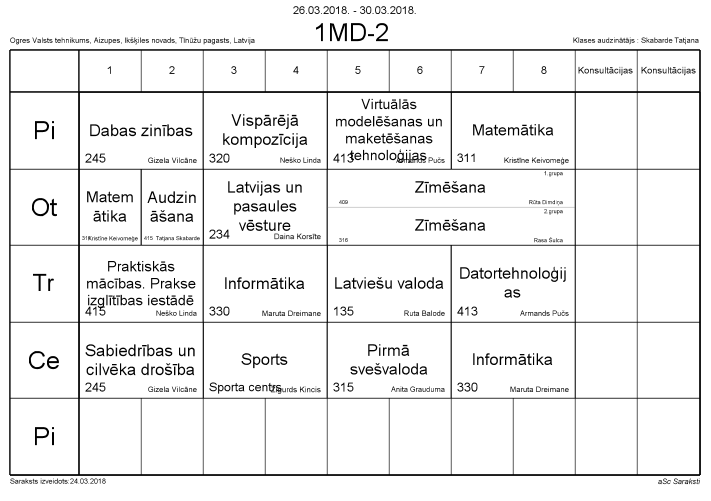 26.03.2018. - 30.03.2018.
Ogres Valsts tehnikums, Aizupes, Ikšķiles novads, Tīnūžu pagasts, Latvija
1MD-2
Klases audzinātājs : Skabarde Tatjana
1 2 3 4 5 6 7 8 Konsultācijas Konsultācijas
Pi
Dabas zinības
245 Gizela Vilcāne
Vispārējā
kompozīcija
320 Neško Linda
Virtuālās
modelēšanas un
maketēšanas
tehnoloģijas
413 Armands Pučs
Matemātika
311 Kristīne Keivomeģe
Ot
Matem
ātika
311 Kristīne Keivomeģe
Audzin
āšana
415 Tatjana Skabarde
Latvijas un
pasaules
vēsture
234 Daina Korsīte
1.grupa
Zīmēšana
409 Rūta Dimdiņa
2.grupa
Zīmēšana
316 Rasa Šulca
Tr
Praktiskās
mācības. Prakse
izglītības iestādē
415 Neško Linda
Informātika
330 Maruta Dreimane
Latviešu valoda
135 Ruta Balode
Datortehnoloģij
as
413 Armands Pučs
Ce
Sabiedrības un
cilvēka drošība
245 Gizela Vilcāne
Sports
Sporta centrs Zigurds Kincis
Pirmā
svešvaloda
315 Anita Grauduma
Informātika
330 Maruta Dreimane
Pi
Saraksts izveidots:24.03.2018
aSc Saraksti